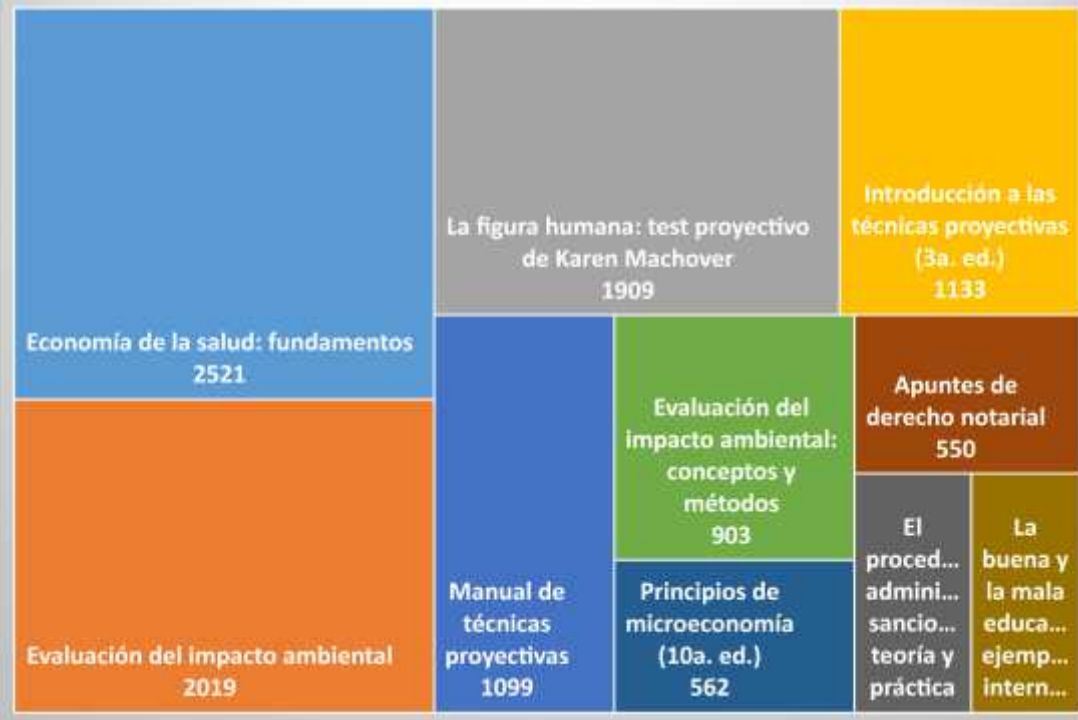 Economía de la salud: fundamentos
2521
Evaluación del impacto ambiental
2019
La figura humana: test proyectivo
de Karen Machover
1909
Introducción a las
técnicas proyectivas
(3a. ed.)
1133
Manual de
técnicas
proyectivas
1099
Evaluación del
impacto ambiental:
conceptos y
métodos
903
Principios de
microeconomía
(10a. ed.)
562
Apuntes de
derecho notarial
550
El
proced...
admini...
sancio...
teoría y
práctica
La
buena y
la mala
educa...
ejemp...
intern...